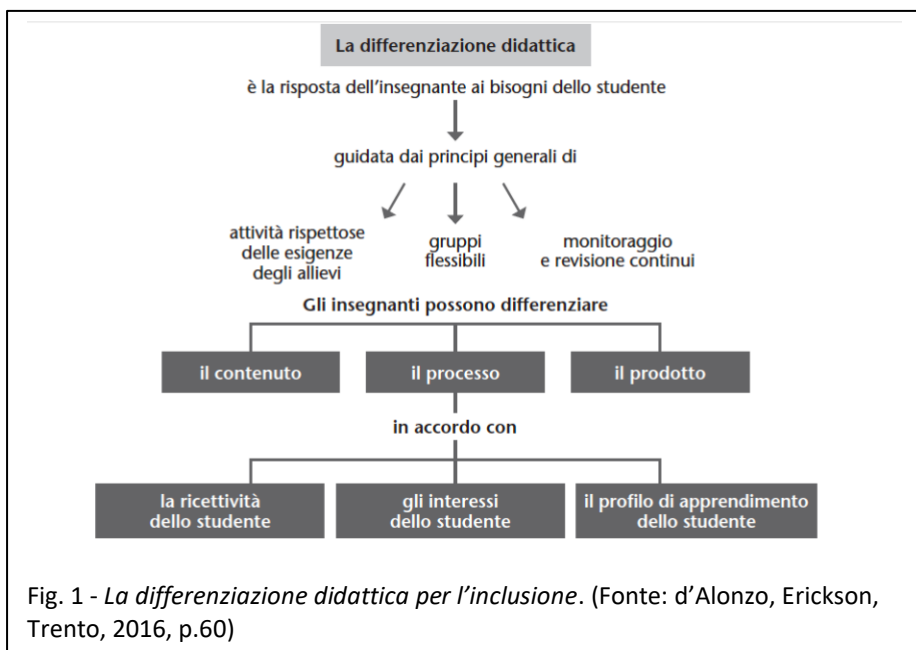 La differenziazione didattica
è la risposta dell'insegnante ai bisogni dello studente
guidata dai principi generali di
attività rispettose
delle esigenze
degli allievi
gruppi
flessibili
monitoraggio
e revisione continui
Gli insegnanti possono differenziare
il contenuto
il processo
il prodotto
in accordo con
la ricettività
dello studente
gli interessi
dello studente
il profilo di apprendimento
dello studente
Fig. 1 - La differenziazione didattica per l'inclusione. (Fonte: d'Alonzo, Erickson,
Trento, 2016, p.60)